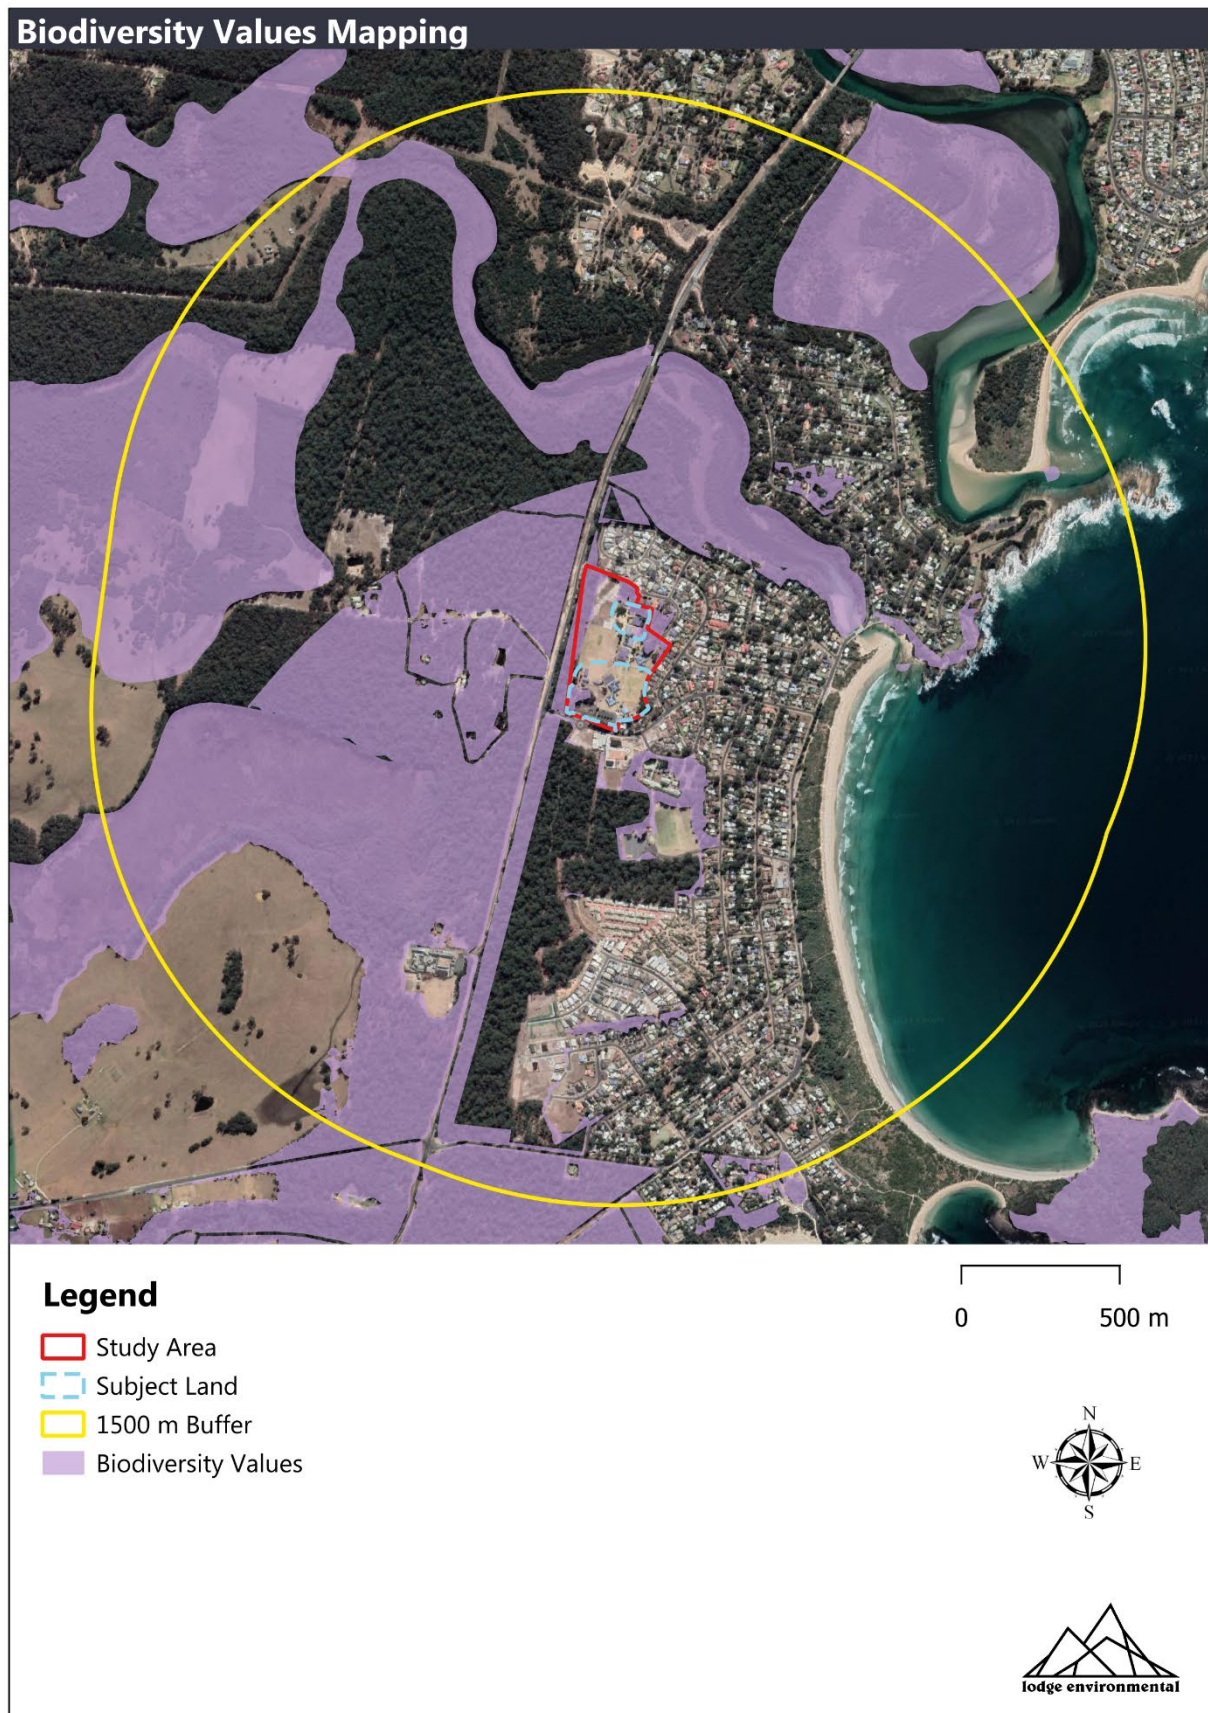 Biodiversity Values Mapping
Legend
Study Area
Subject Land
1500 m Buffer
Biodiversity Values
0 500 m
N
W E
S
lodge environmental